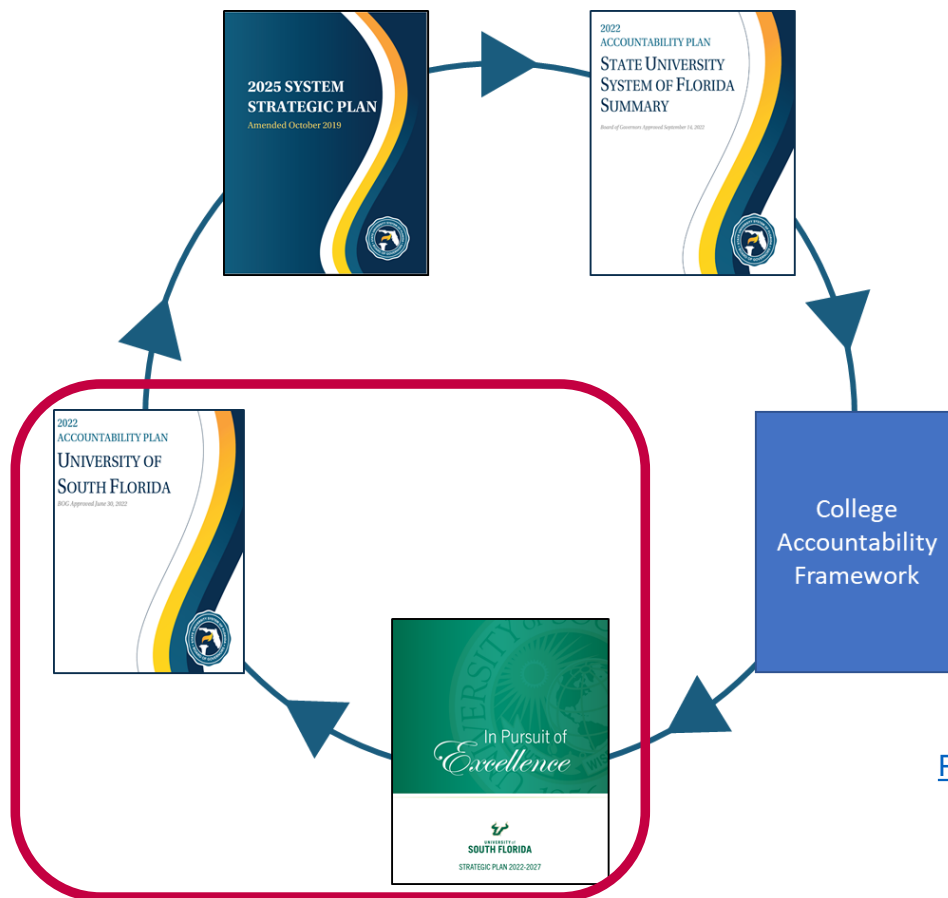 2025 SYSTEM
STRATEGIC PLAN
Amended October 2019
2022
ACCOUNTABILITY PLAN
STATE UNIVERSITY
SYSTEM OF FLORIDA
SUMMARY
Board of Governors Approved September 14, 2022
2022
ACCOUNTABILITY PLAN
UNIVERSITY OF
SOUTH FLORIDA
BOG Approved June 30, 2022
College
Accountability
Framework
In Pursuit of
Excellence
UNIVERSITY of
SOUTH FLORIDA
STRATEGIC PLAN 2022-2027